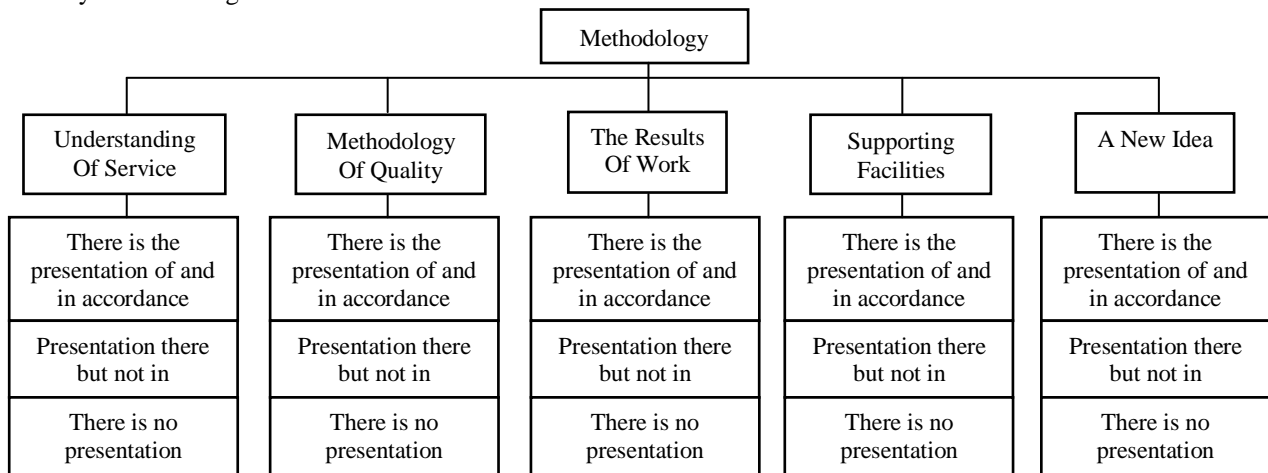 Methodology
Understanding
Of Service
Methodology
Of Quality
The Results
Of Work
Supporting
Facilities
A New Idea
There is the
presentation of and
in accordance
There is the
presentation of and
in accordance
There is the
presentation of and
in accordance
There is the
presentation of and
in accordance
There is the
presentation of and
in accordance
Presentation there
but not in
Presentation there
but not in
Presentation there
but not in
Presentation there
but not in
Presentation there
but not in
There is no
presentation
There is no
presentation
There is no
presentation
There is no
presentation
There is no
presentation